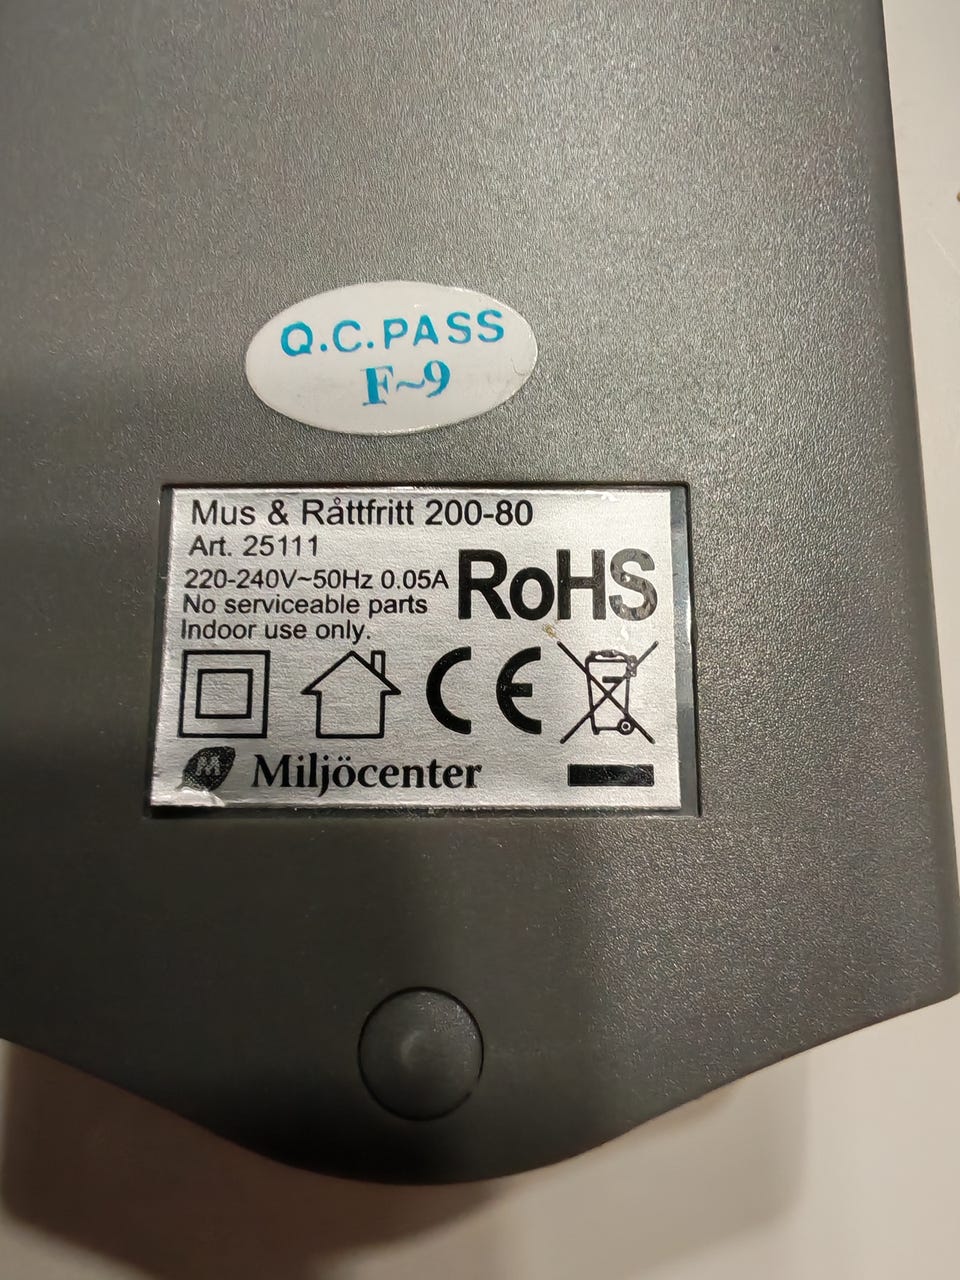 Q.C.PASS
F~9
Mus & Råttfritt 200-80
Art. 25111
220-240V~50Hz 0.05A
No serviceable parts
Indoor use only.
RoHS
CE
M Miljöcenter